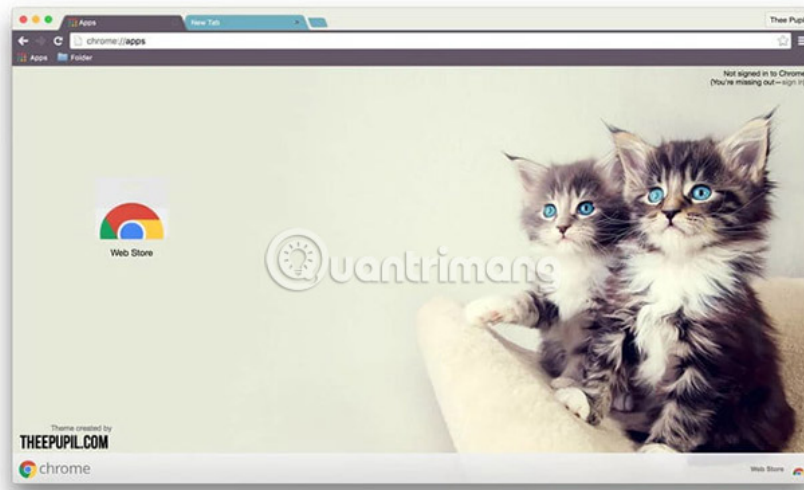 Apps
New Tab
Thee Pupil
chrome://apps
Apps
Folder
Not signed in to Chrome
(You're missing out—sign in)
Web Store
Quantrimang
Theme created by
THEEPUPIL.COM
chrome
Web Store